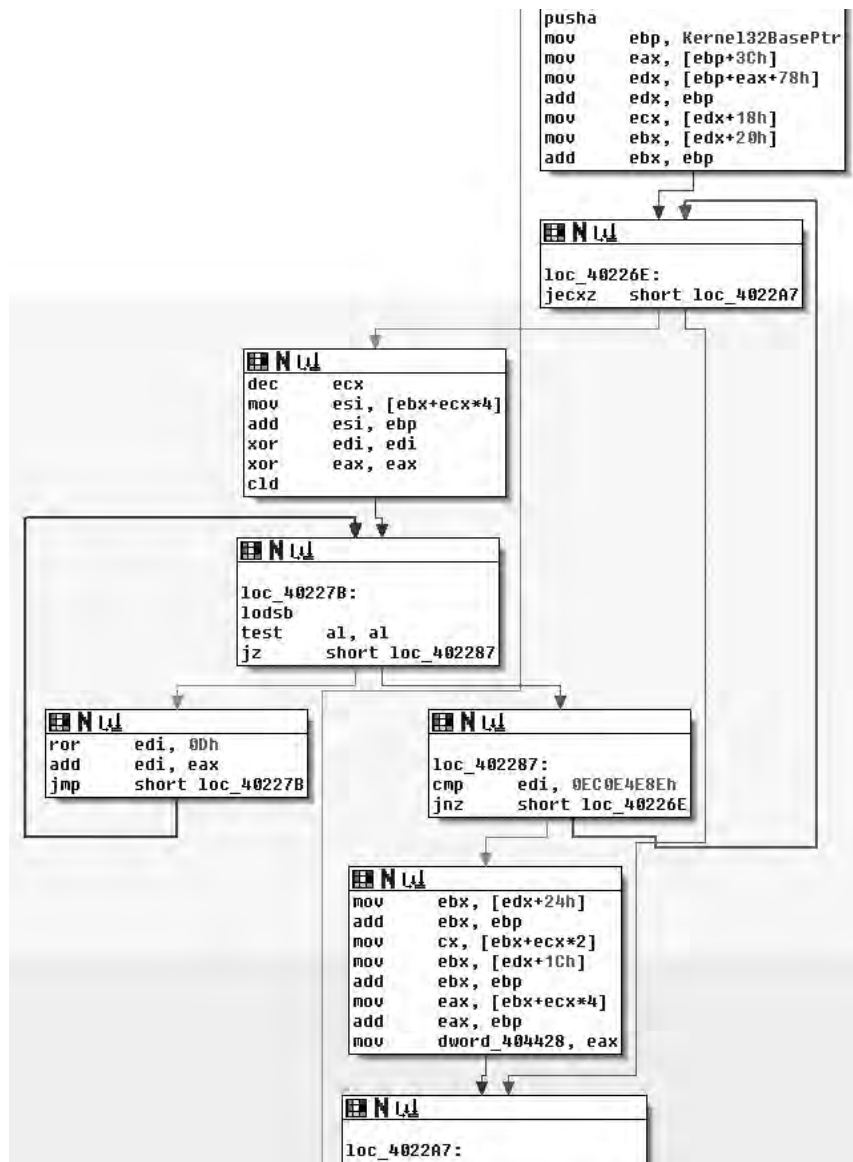 pusha
mov ebp, Kernel32BasePtr
mov eax, [ebp+3Ch]
mov edx, [ebp+eax+78h]
add edx, ebp
mov ecx, [edx+18h]
mov ebx, [edx+20h]
add ebx, ebp
N
loc_40226E:
jecxz short loc_4022A7
N
dec ecx
mov esi, [ebx+ecx*4]
add esi, ebp
xor edi, edi
xor eax, eax
cld
N
loc_40227B:
lodsb
test al, al
jz short loc_402287
N
ror edi, 0Dh
add edi, eax
jmp short loc_40227B
N
loc_402287:
cmp edi, 0EC0E4E8Eh
jnz short loc_40226E
N
mov ebx, [edx+24h]
add ebx, ebp
mov cx, [ebx+ecx*2]
mov ebx, [edx+1Ch]
add ebx, ebp
mov eax, [ebx+ecx*4]
add eax, ebp
mov dword_404428, eax
N
loc_4022A7: